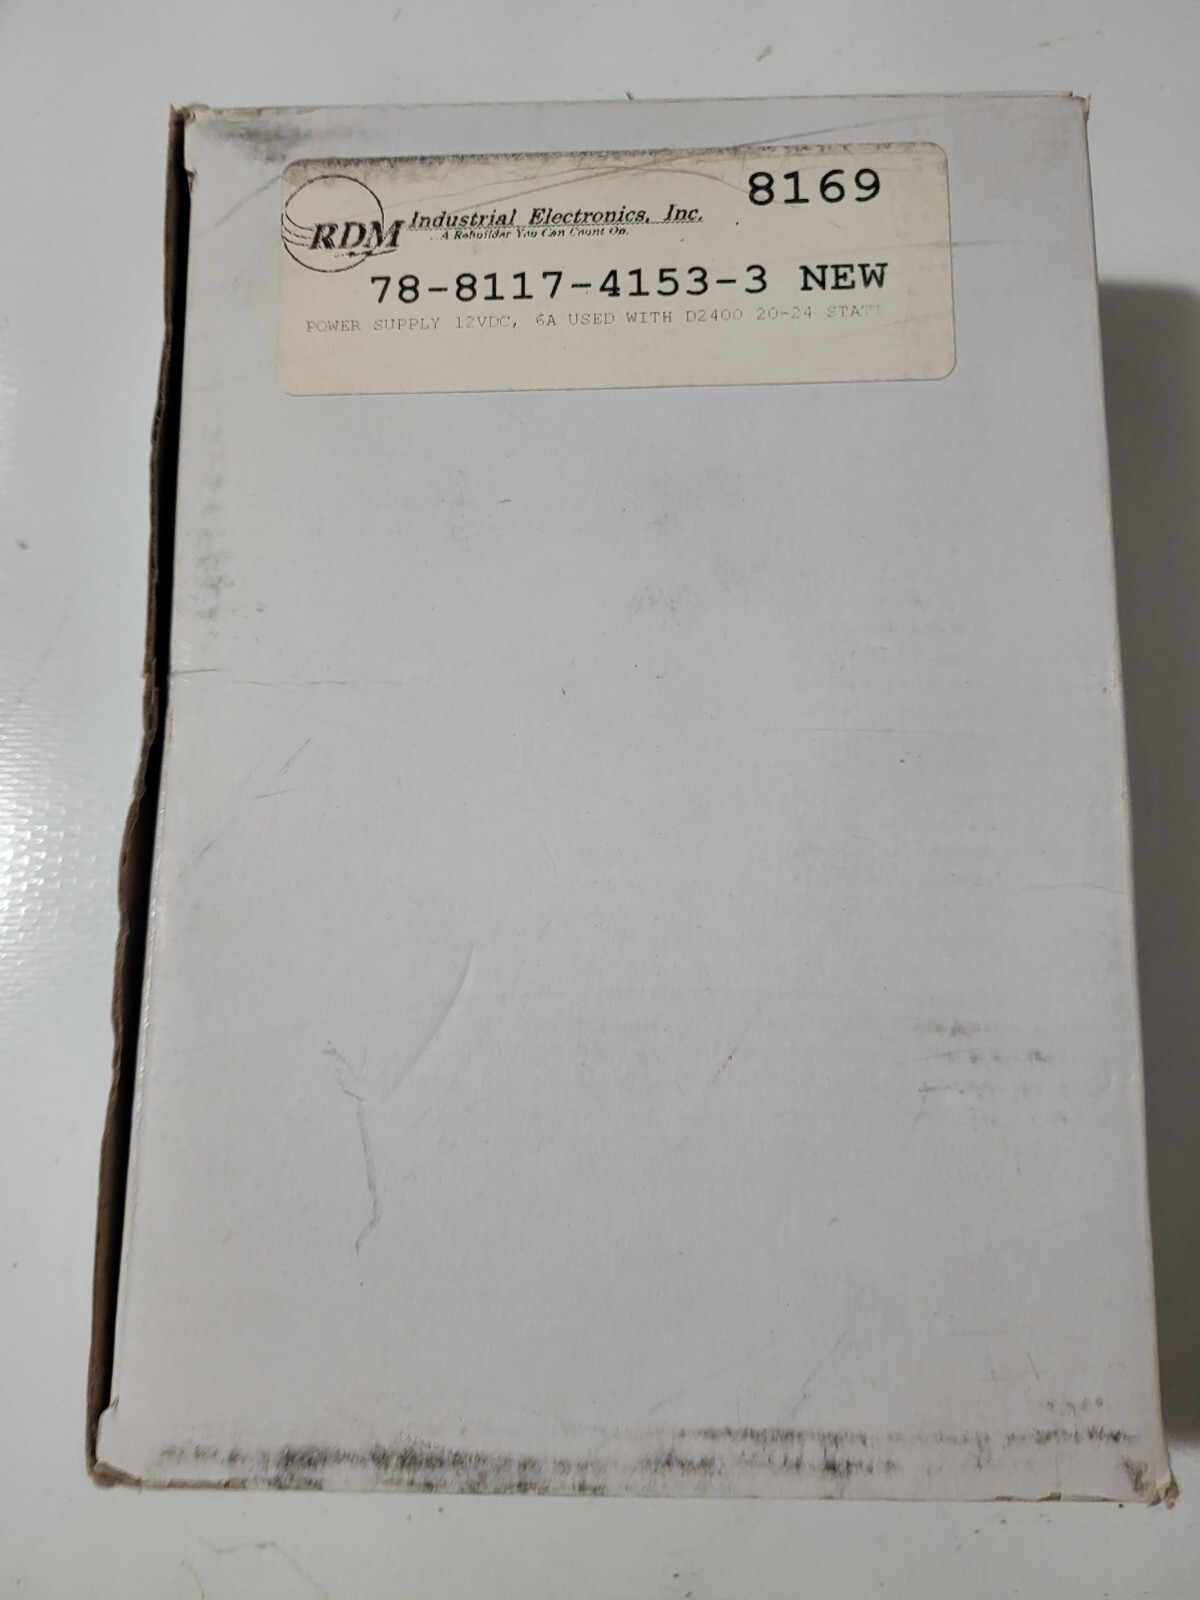 8169
RDM Industrial Electronics, Inc.
A Rebuilder You Can Count On.
78-8117-4153-3 NEW
POWER SUPPLY 12VDC, 6A USED WITH D2400 20-24